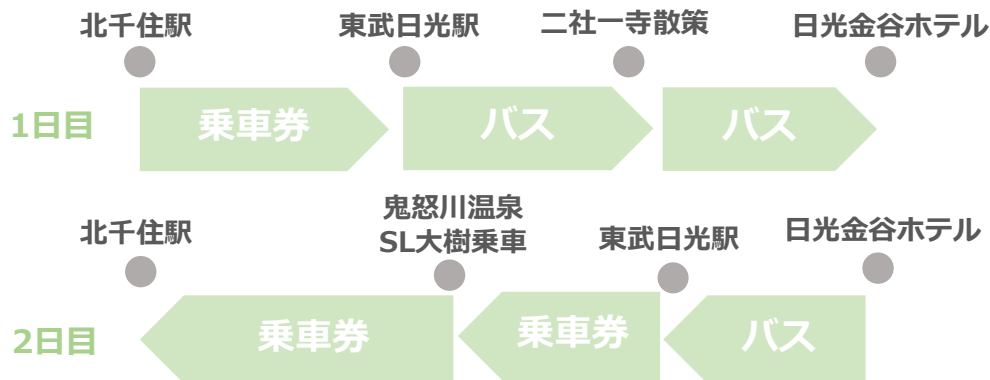 北千住駅
東武日光駅
二社一寺散策
日光金谷ホテル
1日目
乗車券
バス
バス
北千住駅
鬼怒川温泉
SL大樹乗車
東武日光駅
日光金谷ホテル
2日目
乗車券
乗車券
バス